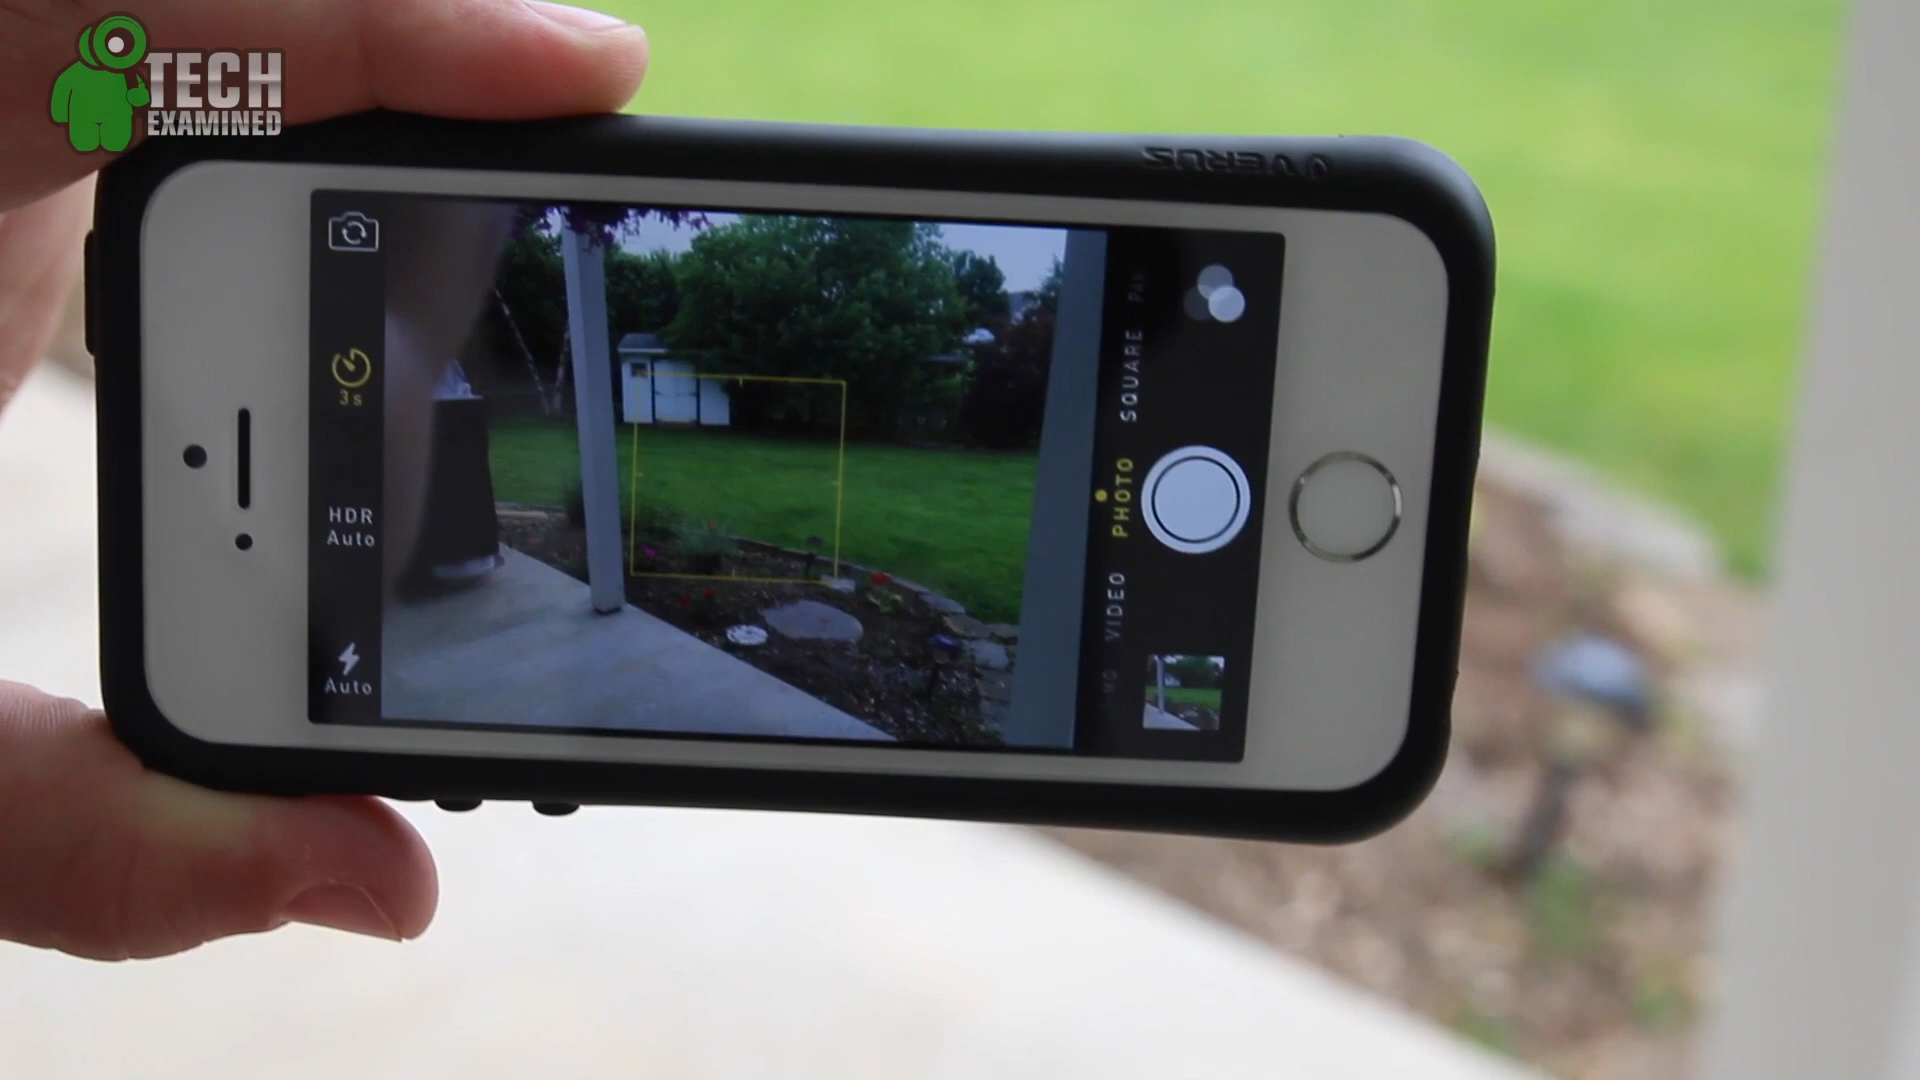 TECH
EXAMINED
VERUS
3s
HDR
Auto
Auto
SQUARE
PHOTO
VIDEO